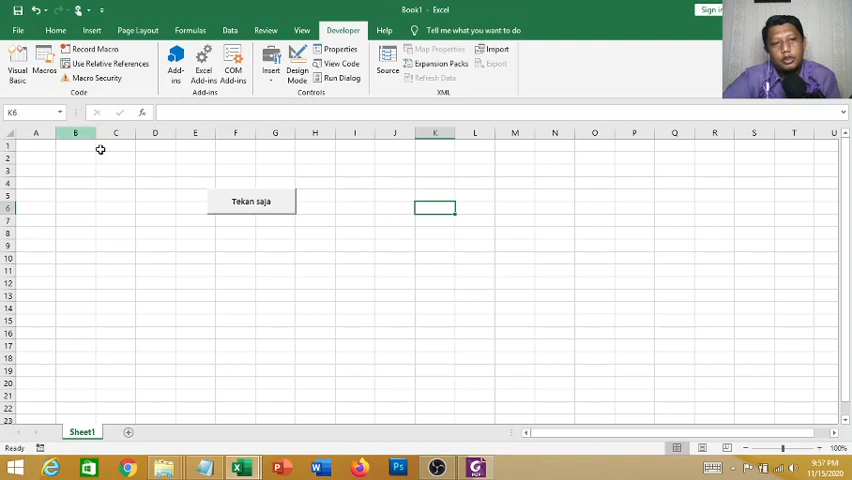 Book1 - Excel
Sign in
File Home Insert Page Layout Formulas Data Review View Developer Help Tell me what you want to do
Visual Basic
Macros
Record Macro
Use Relative References
Macro Security
Code
Add-ins
Excel Add-ins
COM Add-ins
Add-ins
Insert
Design Mode
Properties
View Code
Run Dialog
Controls
Source
Map Properties
Expansion Packs
Refresh Data
Import
Export
XML
K6
fx
A B C D E F G H I J K L M N O P Q R S T U
1
2
3
4
5
Tekan saja
6
7
8
9
10
11
12
13
14
15
16
17
18
19
20
21
22
23
Sheet1
Ready
100%
9:57 PM
11/15/2020